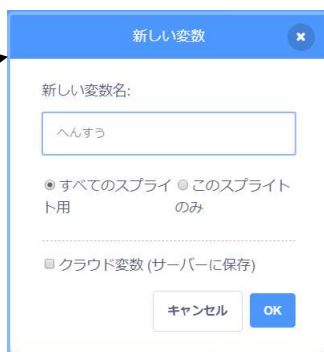 新しい変数
新しい変数名:
へんすう
すべてのスプライ
ト用
このスプライト
のみ
クラウド変数 (サーバーに保存)
キャンセル
OK